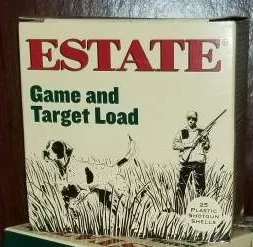 ESTATE®
Game and
Target Load
25
PLASTIC
SHOTGUN
SHELLS